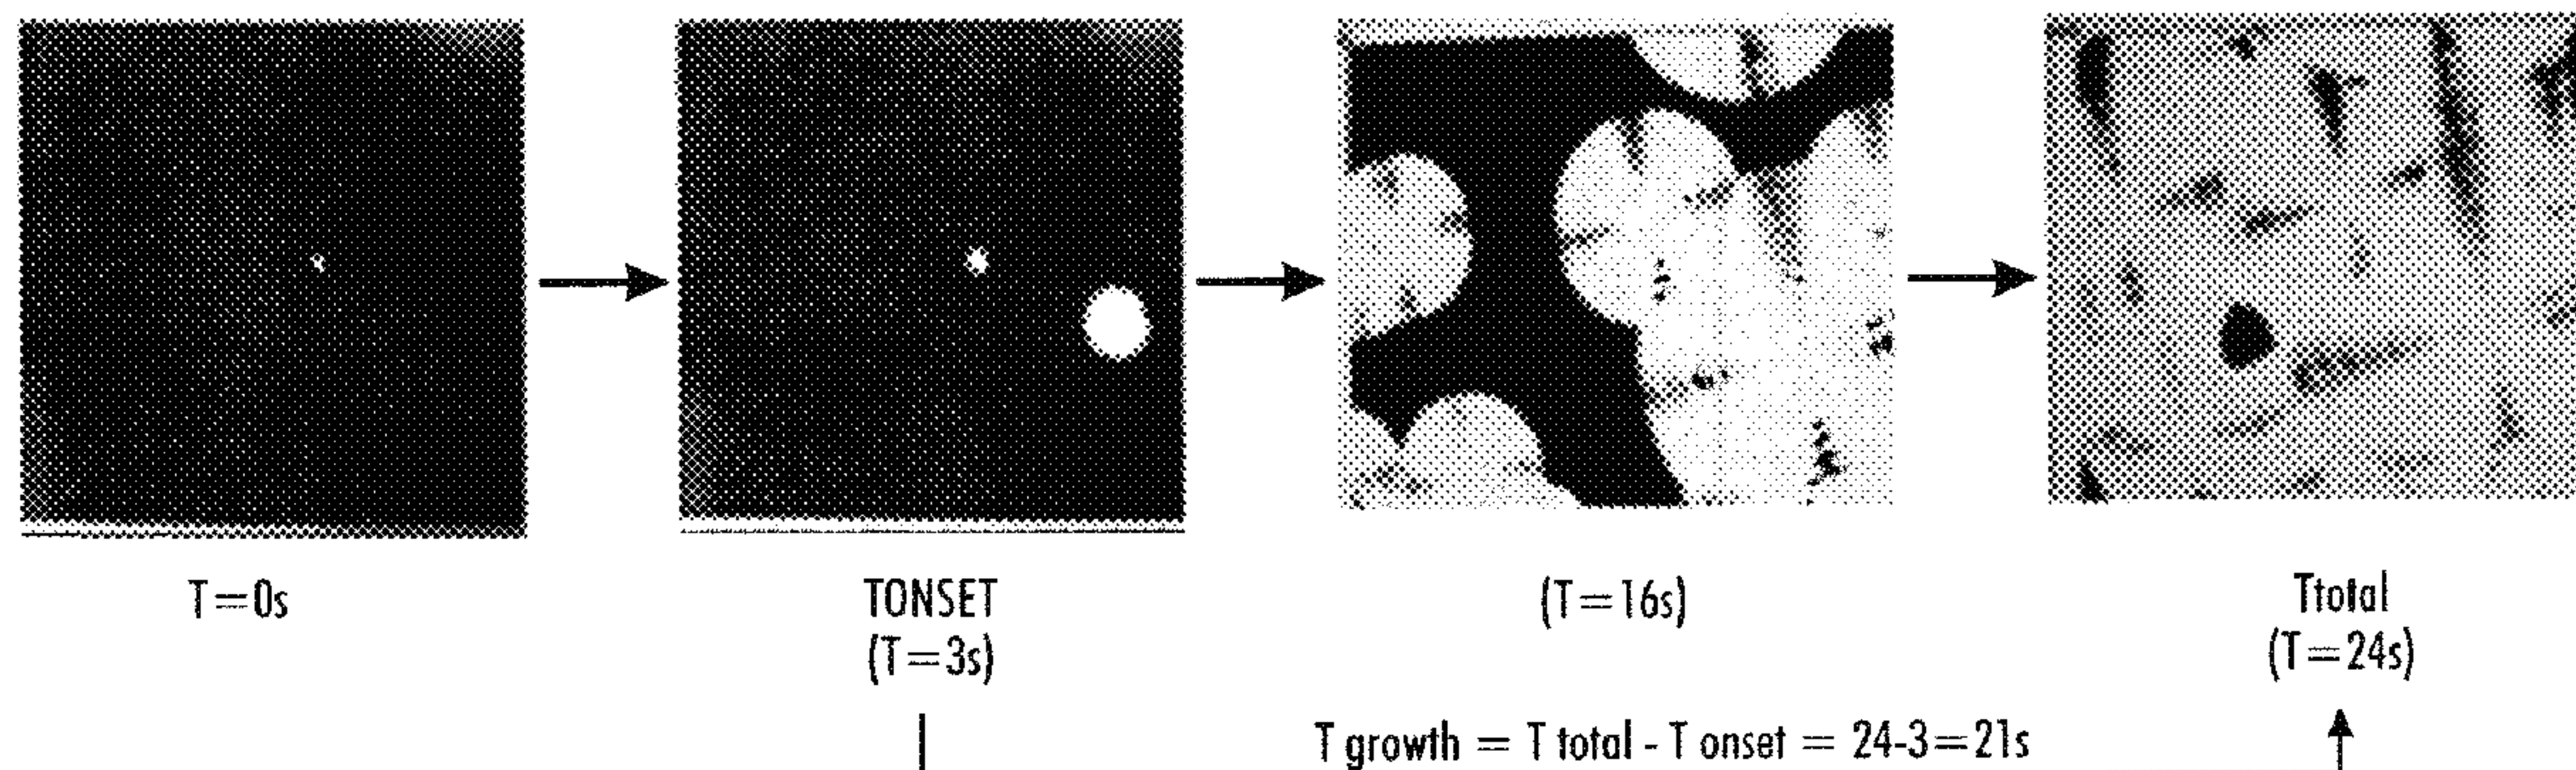 T=0s
TONSET
(T=3s)
(T=16s)
Ttotal
(T=24s)
T growth = T total - T onset = 24-3=21s